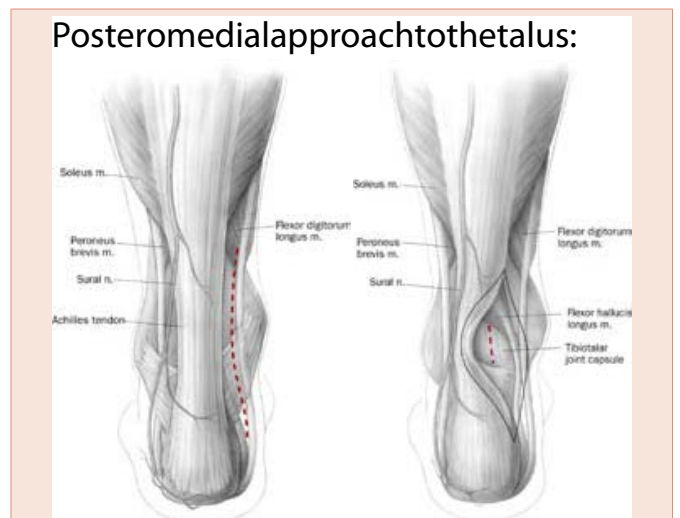 Posteromedialapproachtothetalus:
Soleus m.
Peroneus
brevis m.
Sural n.
Achilles tendon
Flexor digitorum
longus m.
Soleus m.
Peroneus
brevis m.
Sural n.
Flexor digitorum
longus m.
Flexor hallucis
longus m.
Tibiotalar
joint capsule